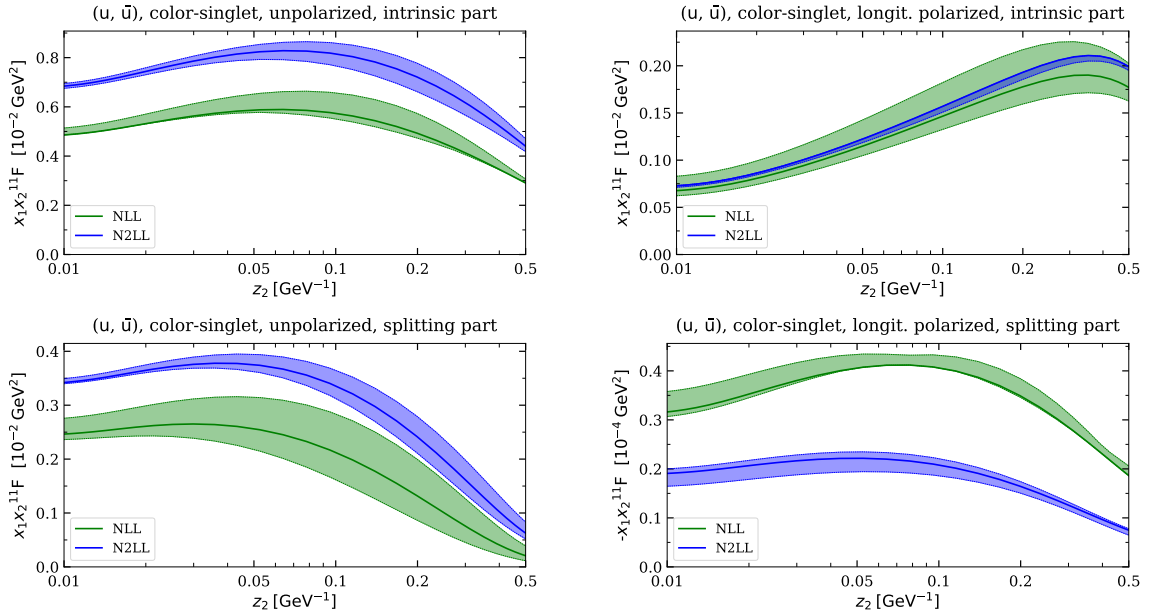 (u, ū), color-singlet, unpolarized, intrinsic part
x₁x₂¹¹F [10⁻² GeV²]
0.8
0.6
0.4
0.2
0.0
NLL
N2LL
0.01 0.05 0.1 0.5
z₂ [GeV⁻¹]
(u, ū), color-singlet, longit. polarized, intrinsic part
x₁x₂¹¹F [10⁻² GeV²]
0.20
0.15
0.10
0.05
0.00
NLL
N2LL
0.01 0.05 0.1 0.5
z₂ [GeV⁻¹]
(u, ū), color-singlet, unpolarized, splitting part
x₁x₂¹¹F [10⁻² GeV²]
0.4
0.3
0.2
0.1
0.0
NLL
N2LL
0.01 0.05 0.1 0.5
z₂ [GeV⁻¹]
(u, ū), color-singlet, longit. polarized, splitting part
-x₁x₂¹¹F [10⁻⁴ GeV²]
0.4
0.3
0.2
0.1
0.0
NLL
N2LL
0.01 0.05 0.1 0.2 0.5
z₂ [GeV⁻¹]